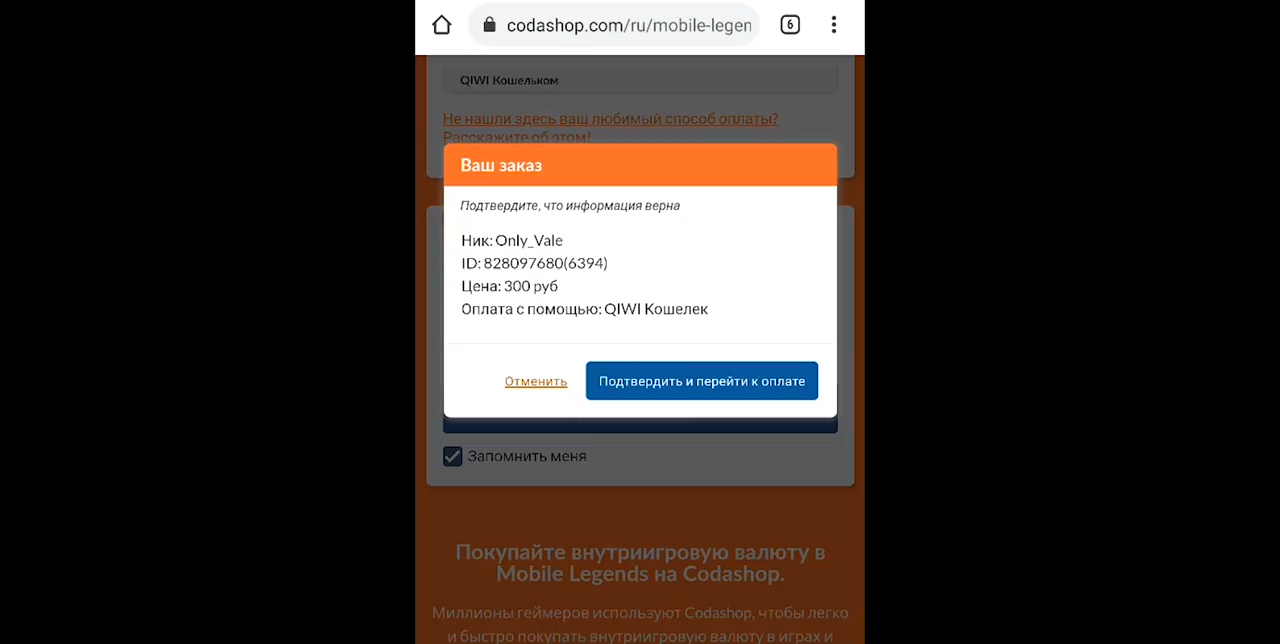 codashop.com/ru/mobile-legen
6
QIWI Кошельком
Не нашли здесь ваш любимый способ оплаты?
Расскажите об этом!
Ваш заказ
Подтвердите, что информация верна
Ник: Only_Vale
ID: 828097680(6394)
Цена: 300 руб
Оплата с помощью: QIWI Кошелек
Отменить
Подтвердить и перейти к оплате
Запомнить меня
Покупайте внутриигровую валюту в
Mobile Legends на Codashop.
Миллионы геймеров используют Codashop, чтобы легко
и быстро покупать внутриигровую валюту в играх и